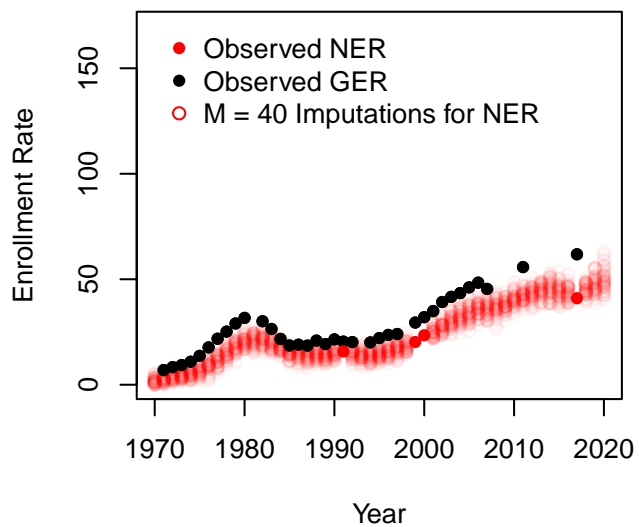 Observed NER
Observed GER
M = 40 Imputations for NER
Enrollment Rate
150
100
50
0
1970 1980 1990 2000 2010 2020
Year